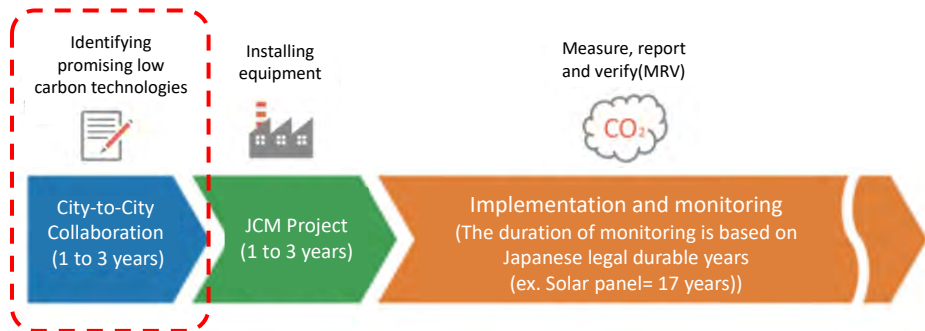 Identifying
promising low
carbon technologies
Installing
equipment
Measure, report
and verify(MRV)
CO₂
City-to-City
Collaboration
(1 to 3 years)
JCM Project
(1 to 3 years)
Implementation and monitoring
(The duration of monitoring is based on
Japanese legal durable years
(ex. Solar panel= 17 years))